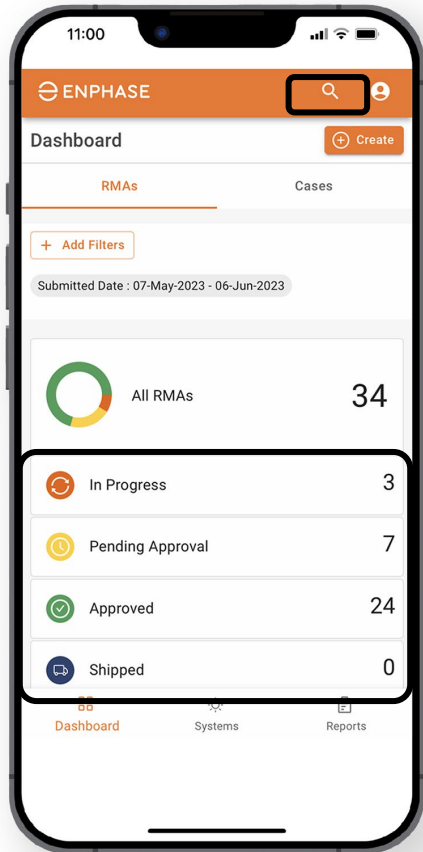 11:00
ENPHASE
Dashboard
Create
RMAs
Cases
+ Add Filters
Submitted Date : 07-May-2023 - 06-Jun-2023
All RMAs
34
In Progress
3
Pending Approval
7
Approved
24
Shipped
0
Dashboard
Systems
Reports